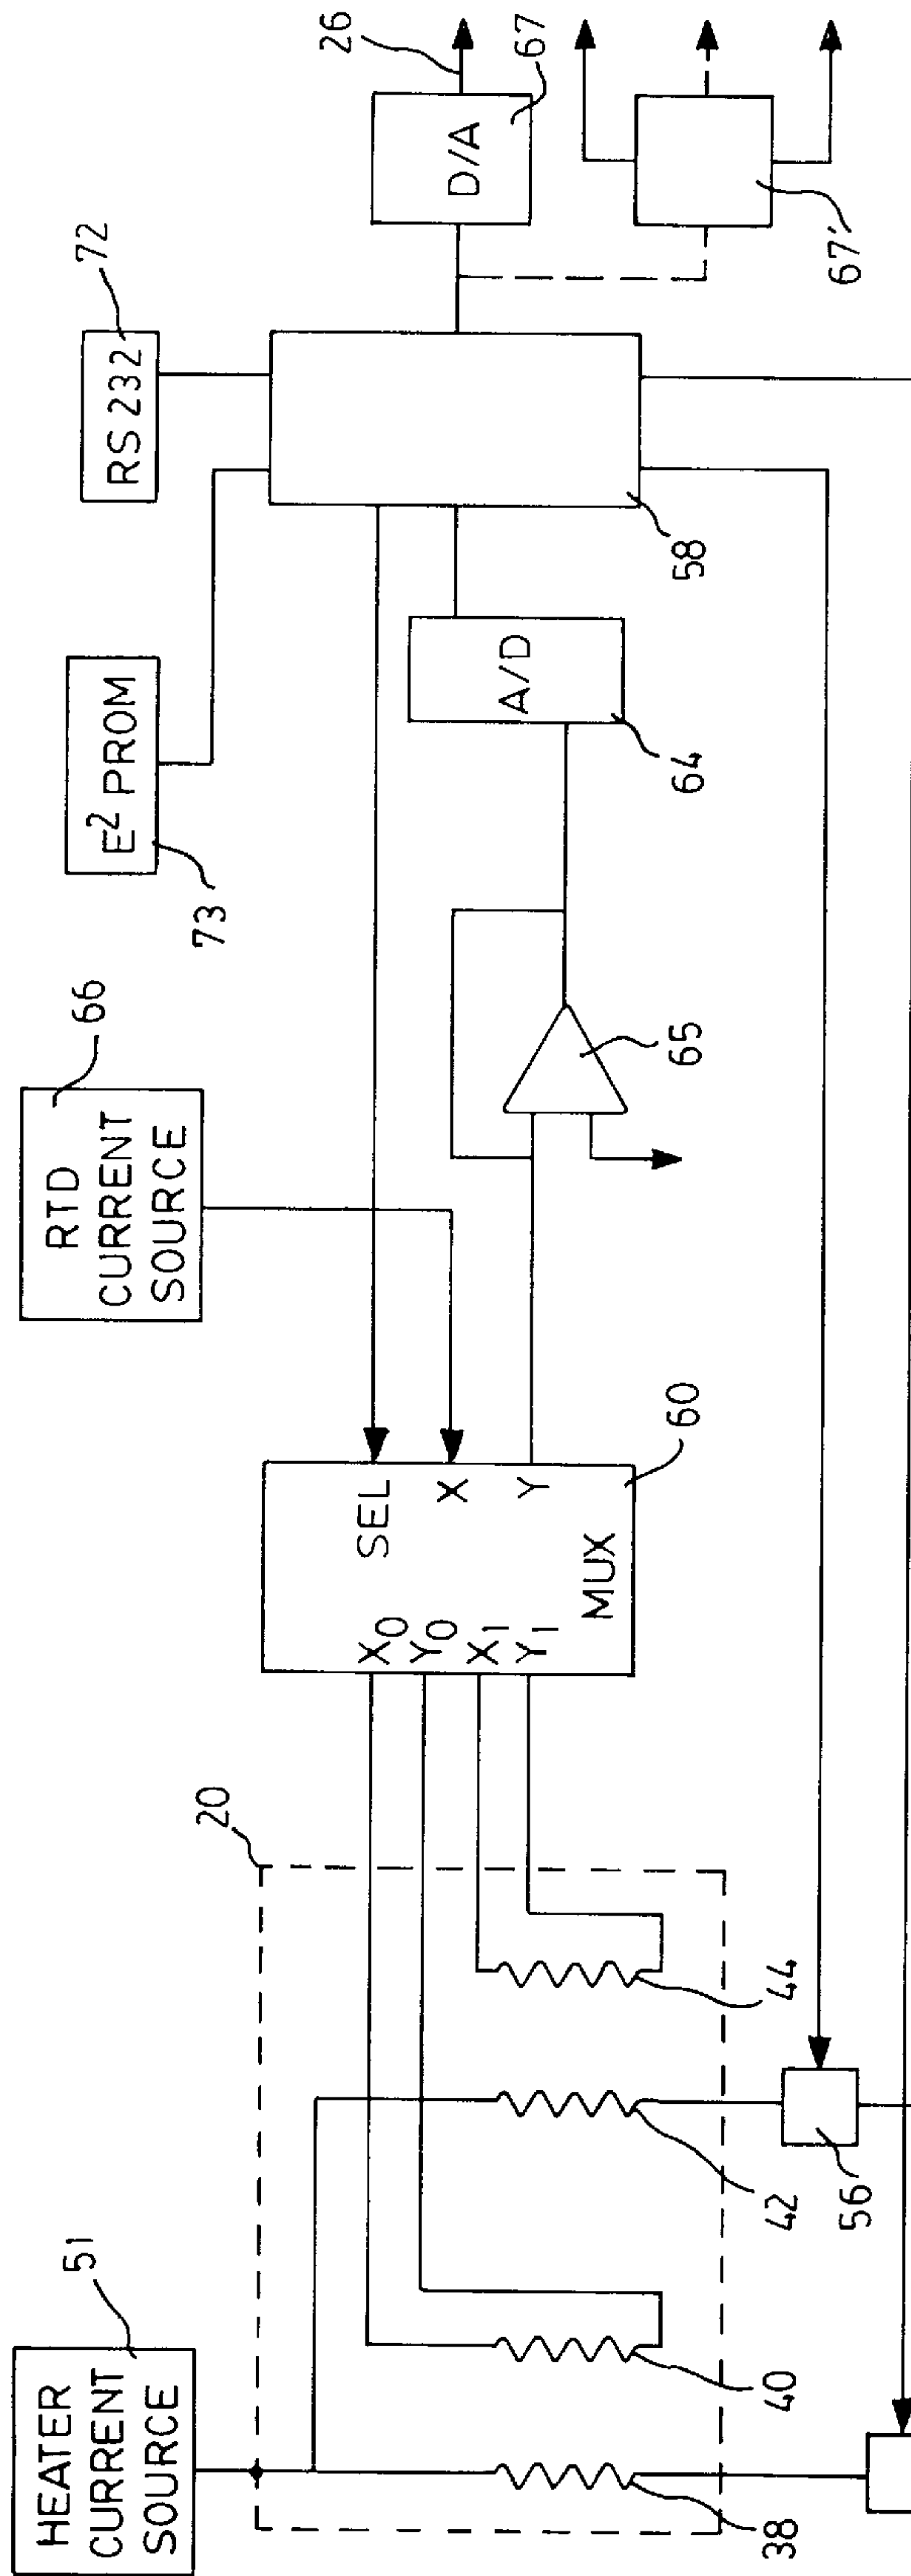 HEATER
CURRENT
SOURCE
51
RTD
CURRENT
SOURCE
66
E² PROM
73
RS 232
72
20
X₀
Y₀
X₁
Y₁
SEL
X
Y
MUX
60
65
A/D
64
58
D/A
26
67
67'
38
40
42
44
56